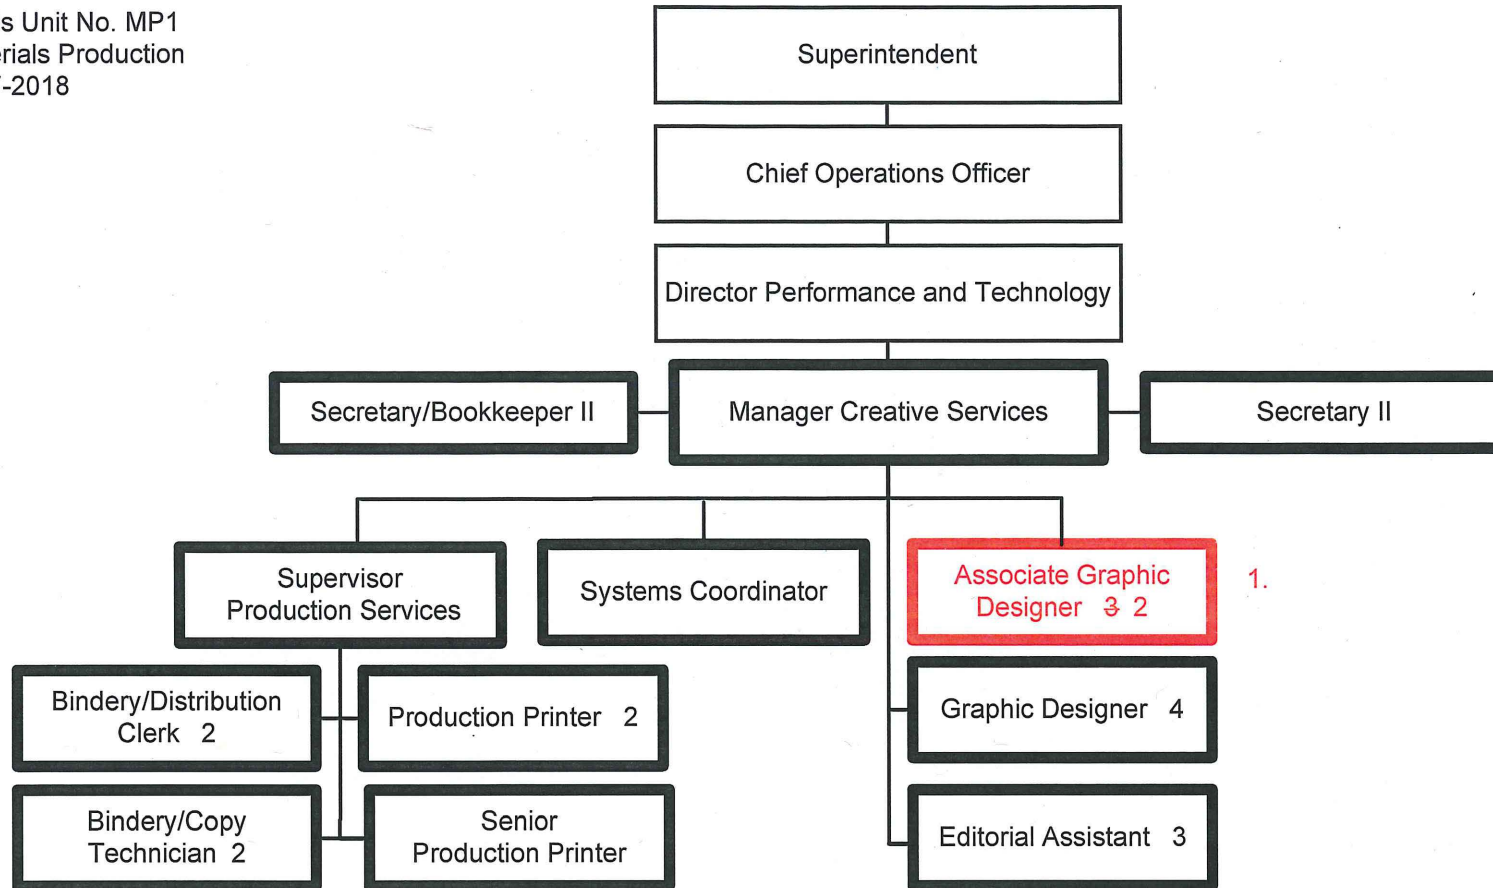 s Unit No. MP1
erials Production
-2018
Superintendent
Chief Operations Officer
Director Performance and Technology
Secretary/Bookkeeper II
Manager Creative Services
Secretary II
Supervisor
Production Services
Systems Coordinator
Associate Graphic
Designer 3 2
1.
Bindery/Distribution
Clerk 2
Production Printer 2
Graphic Designer 4
Bindery/Copy
Technician 2
Senior
Production Printer
Editorial Assistant 3